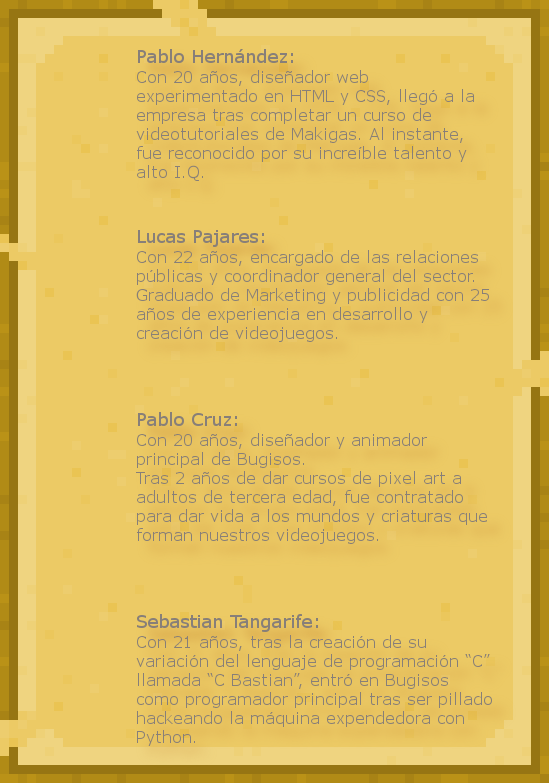 Pablo Hernández:
Con 20 años, diseñador web
experimentado en HTML y CSS, llegó a la
empresa tras completar un curso de
videotutoriales de Makigas. Al instante,
fue reconocido por su increíble talento y
alto I.Q.
Lucas Pajares:
Con 22 años, encargado de las relaciones
públicas y coordinador general del sector.
Graduado de Marketing y publicidad con 25
años de experiencia en desarrollo y
creación de videojuegos.
Pablo Cruz:
Con 20 años, diseñador y animador
principal de Bugisos.
Tras 2 años de dar cursos de pixel art a
adultos de tercera edad, fue contratado
para dar vida a los mundos y criaturas que
forman nuestros videojuegos.
Sebastian Tangarife:
Con 21 años, tras la creación de su
variación del lenguaje de programación “C”
llamada “C Bastian”, entró en Bugisos
como programador principal tras ser pillado
hackeando la máquina expendedora con
Python.